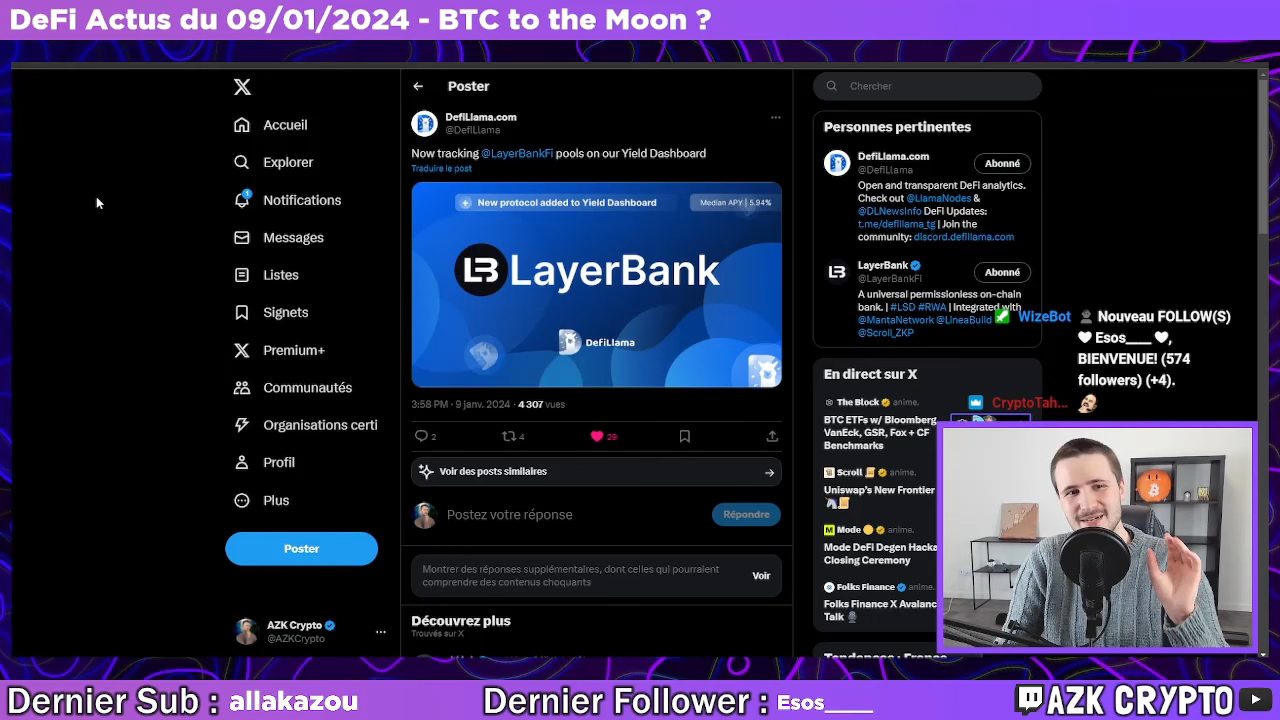 DeFi Actus du 09/01/2024 - BTC to the Moon ?
Accueil
Explorer
1
Notifications
Messages
Listes
Signets
Premium+
Communautés
Organisations certi
Profil
Plus
Poster
AZK Crypto
@AZKCrypto
Poster
DefiLlama.com
@DefiLlama
Now tracking @LayerBankFi pools on our Yield Dashboard
Traduire le post
New protocol added to Yield Dashboard
Median APY | 5.94%
LayerBank
DefiLlama
3:58 PM · 9 janv. 2024 · 4 307 vues
2
4
29
Voir des posts similaires
Postez votre réponse
Répondre
Montrer des réponses supplémentaires, dont celles qui pourraient
comprendre des contenus choquants
Voir
Découvrez plus
Trouvés sur X
Chercher
Personnes pertinentes
DefiLlama.com
@DefiLlama
Abonné
Open and transparent DeFi analytics.
Check out @LlamaNodes &
@DLNewsInfo DeFi Updates:
t.me/defillama_tg | Join the
community: discord.defillama.com
LayerBank
@LayerBankFi
Abonné
A universal permissionless on-chain
bank. | #LSD #RWA | Integrated with
@MantaNetwork @LineaBuild
@Scroll_ZKP
WizeBot Nouveau FOLLOW(S)
Esos____ ,
BIENVENUE! (574
followers) (+4).
CryptoTah...
En direct sur X
The Block anime.
BTC ETFs w/ Bloomberg,
VanEck, GSR, Fox + CF
Benchmarks
Scroll anime.
Uniswap's New Frontier
Mode anime.
Mode DeFi Degen Hacka
Closing Ceremony
Folks Finance anime.
Folks Finance X Avalanc
Talk
Tendances : France
Dernier Sub : allakazou
Dernier Follower : Esos____
AZK CRYPTO